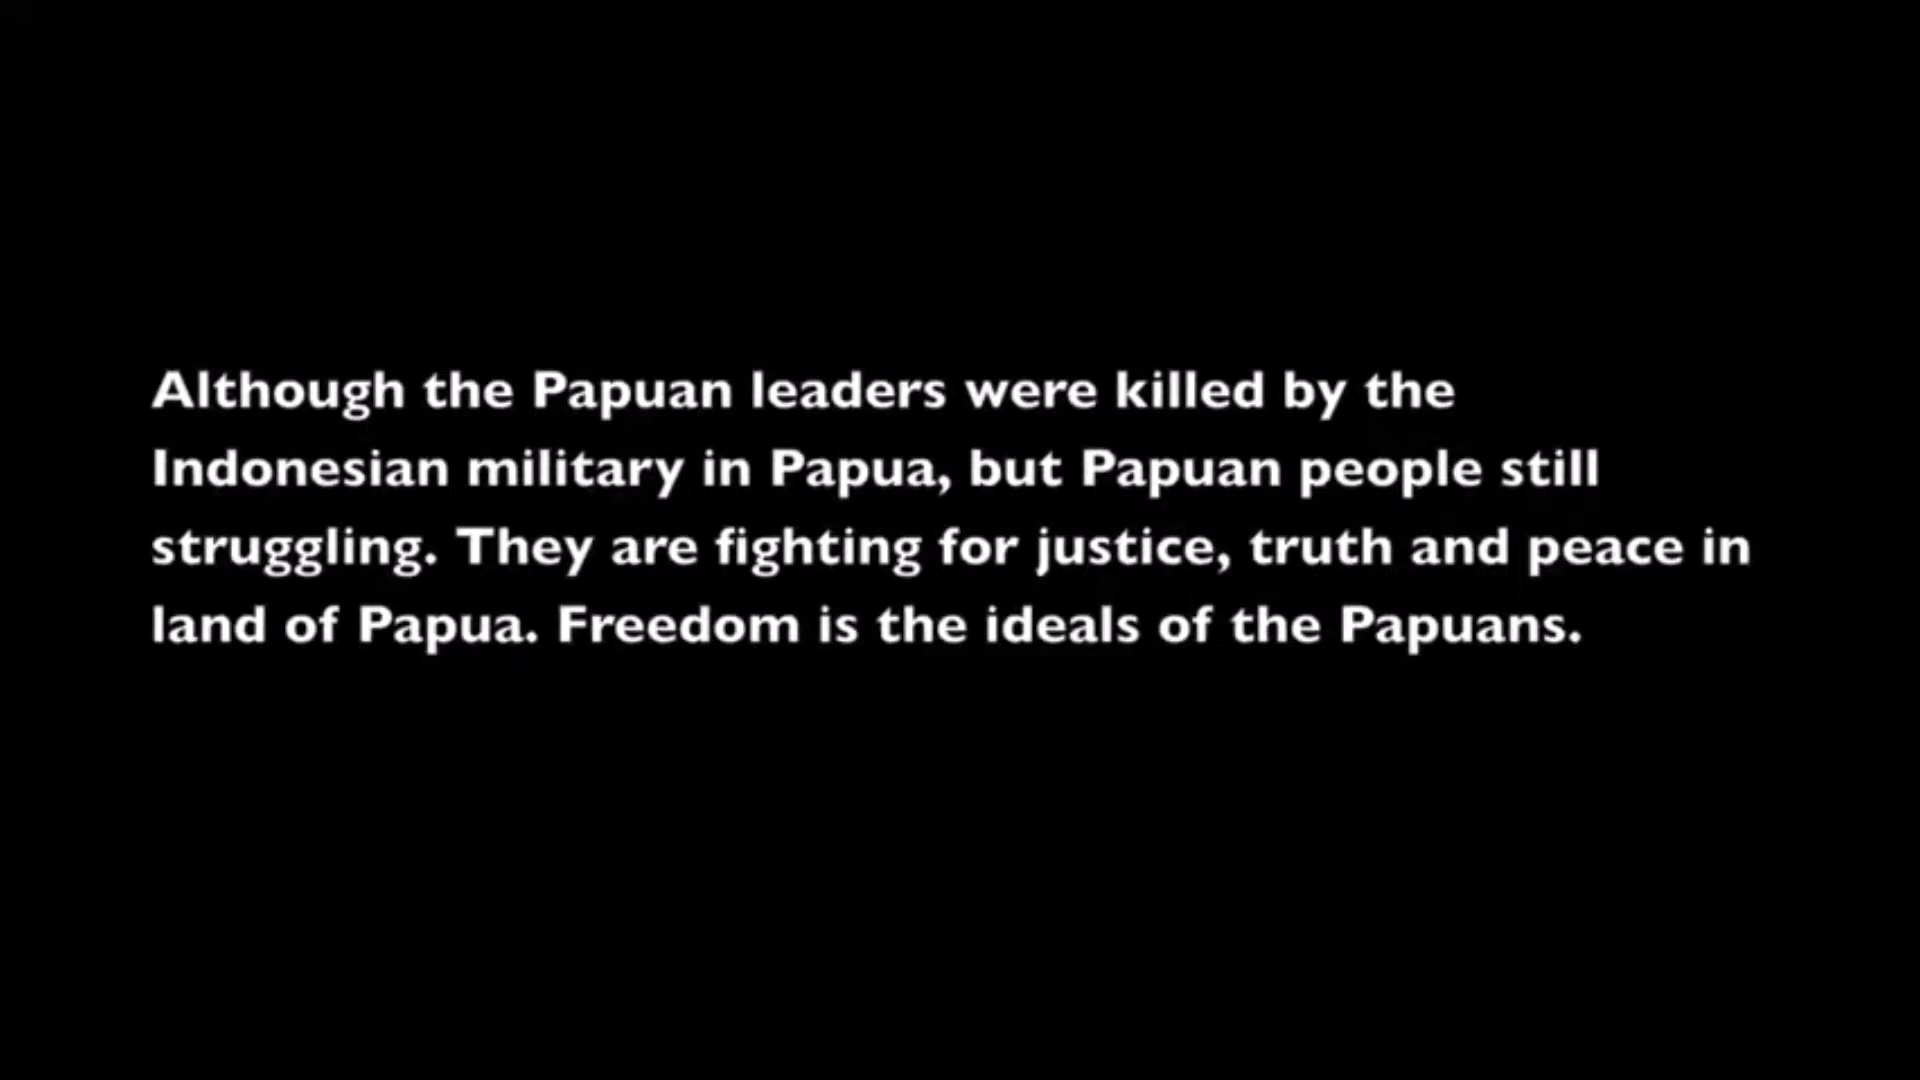 Although the Papuan leaders were killed by the
Indonesian military in Papua, but Papuan people still
struggling. They are fighting for justice, truth and peace in
land of Papua. Freedom is the ideals of the Papuans.